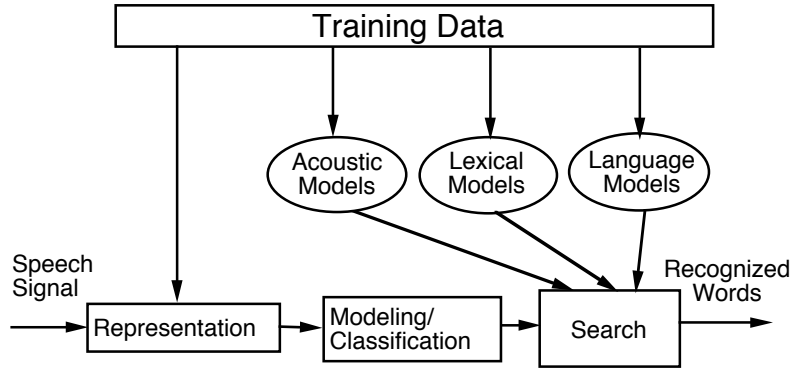 Training Data
Acoustic
Models
Lexical
Models
Language
Models
Speech
Signal
Representation
Modeling/
Classification
Search
Recognized
Words